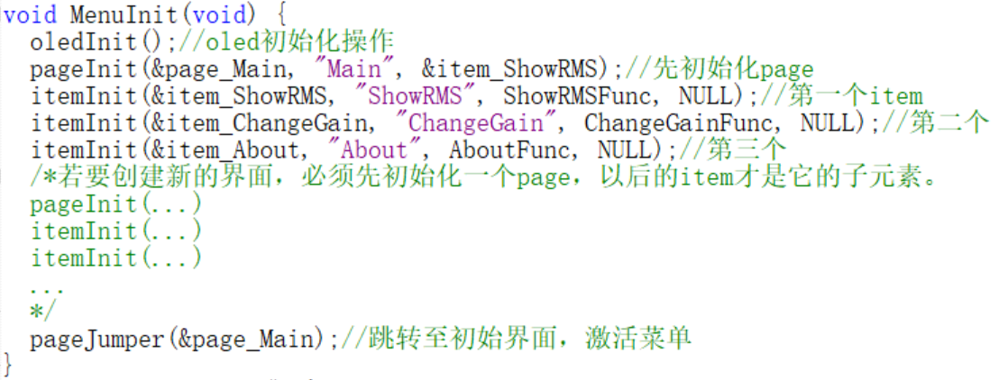 void MenuInit(void) {
oledInit();//oled初始化操作
pageInit(&page_Main, "Main", &item_ShowRMS);//先初始化page
itemInit(&item_ShowRMS, "ShowRMS", ShowRMSFunc, NULL);//第一个item
itemInit(&item_ChangeGain, "ChangeGain", ChangeGainFunc, NULL);//第二个
itemInit(&item_About, "About", AboutFunc, NULL);//第三个
/*若要创建新的界面，必须先初始化一个page，以后的item才是它的子元素。
pageInit(...)
itemInit(...)
itemInit(...)
...
*/
pageJumper(&page_Main);//跳转至初始界面，激活菜单
}